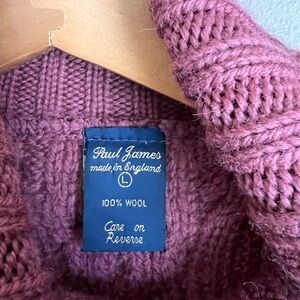 Paul James
made in England
L
100% WOOL
Care on
Reverse